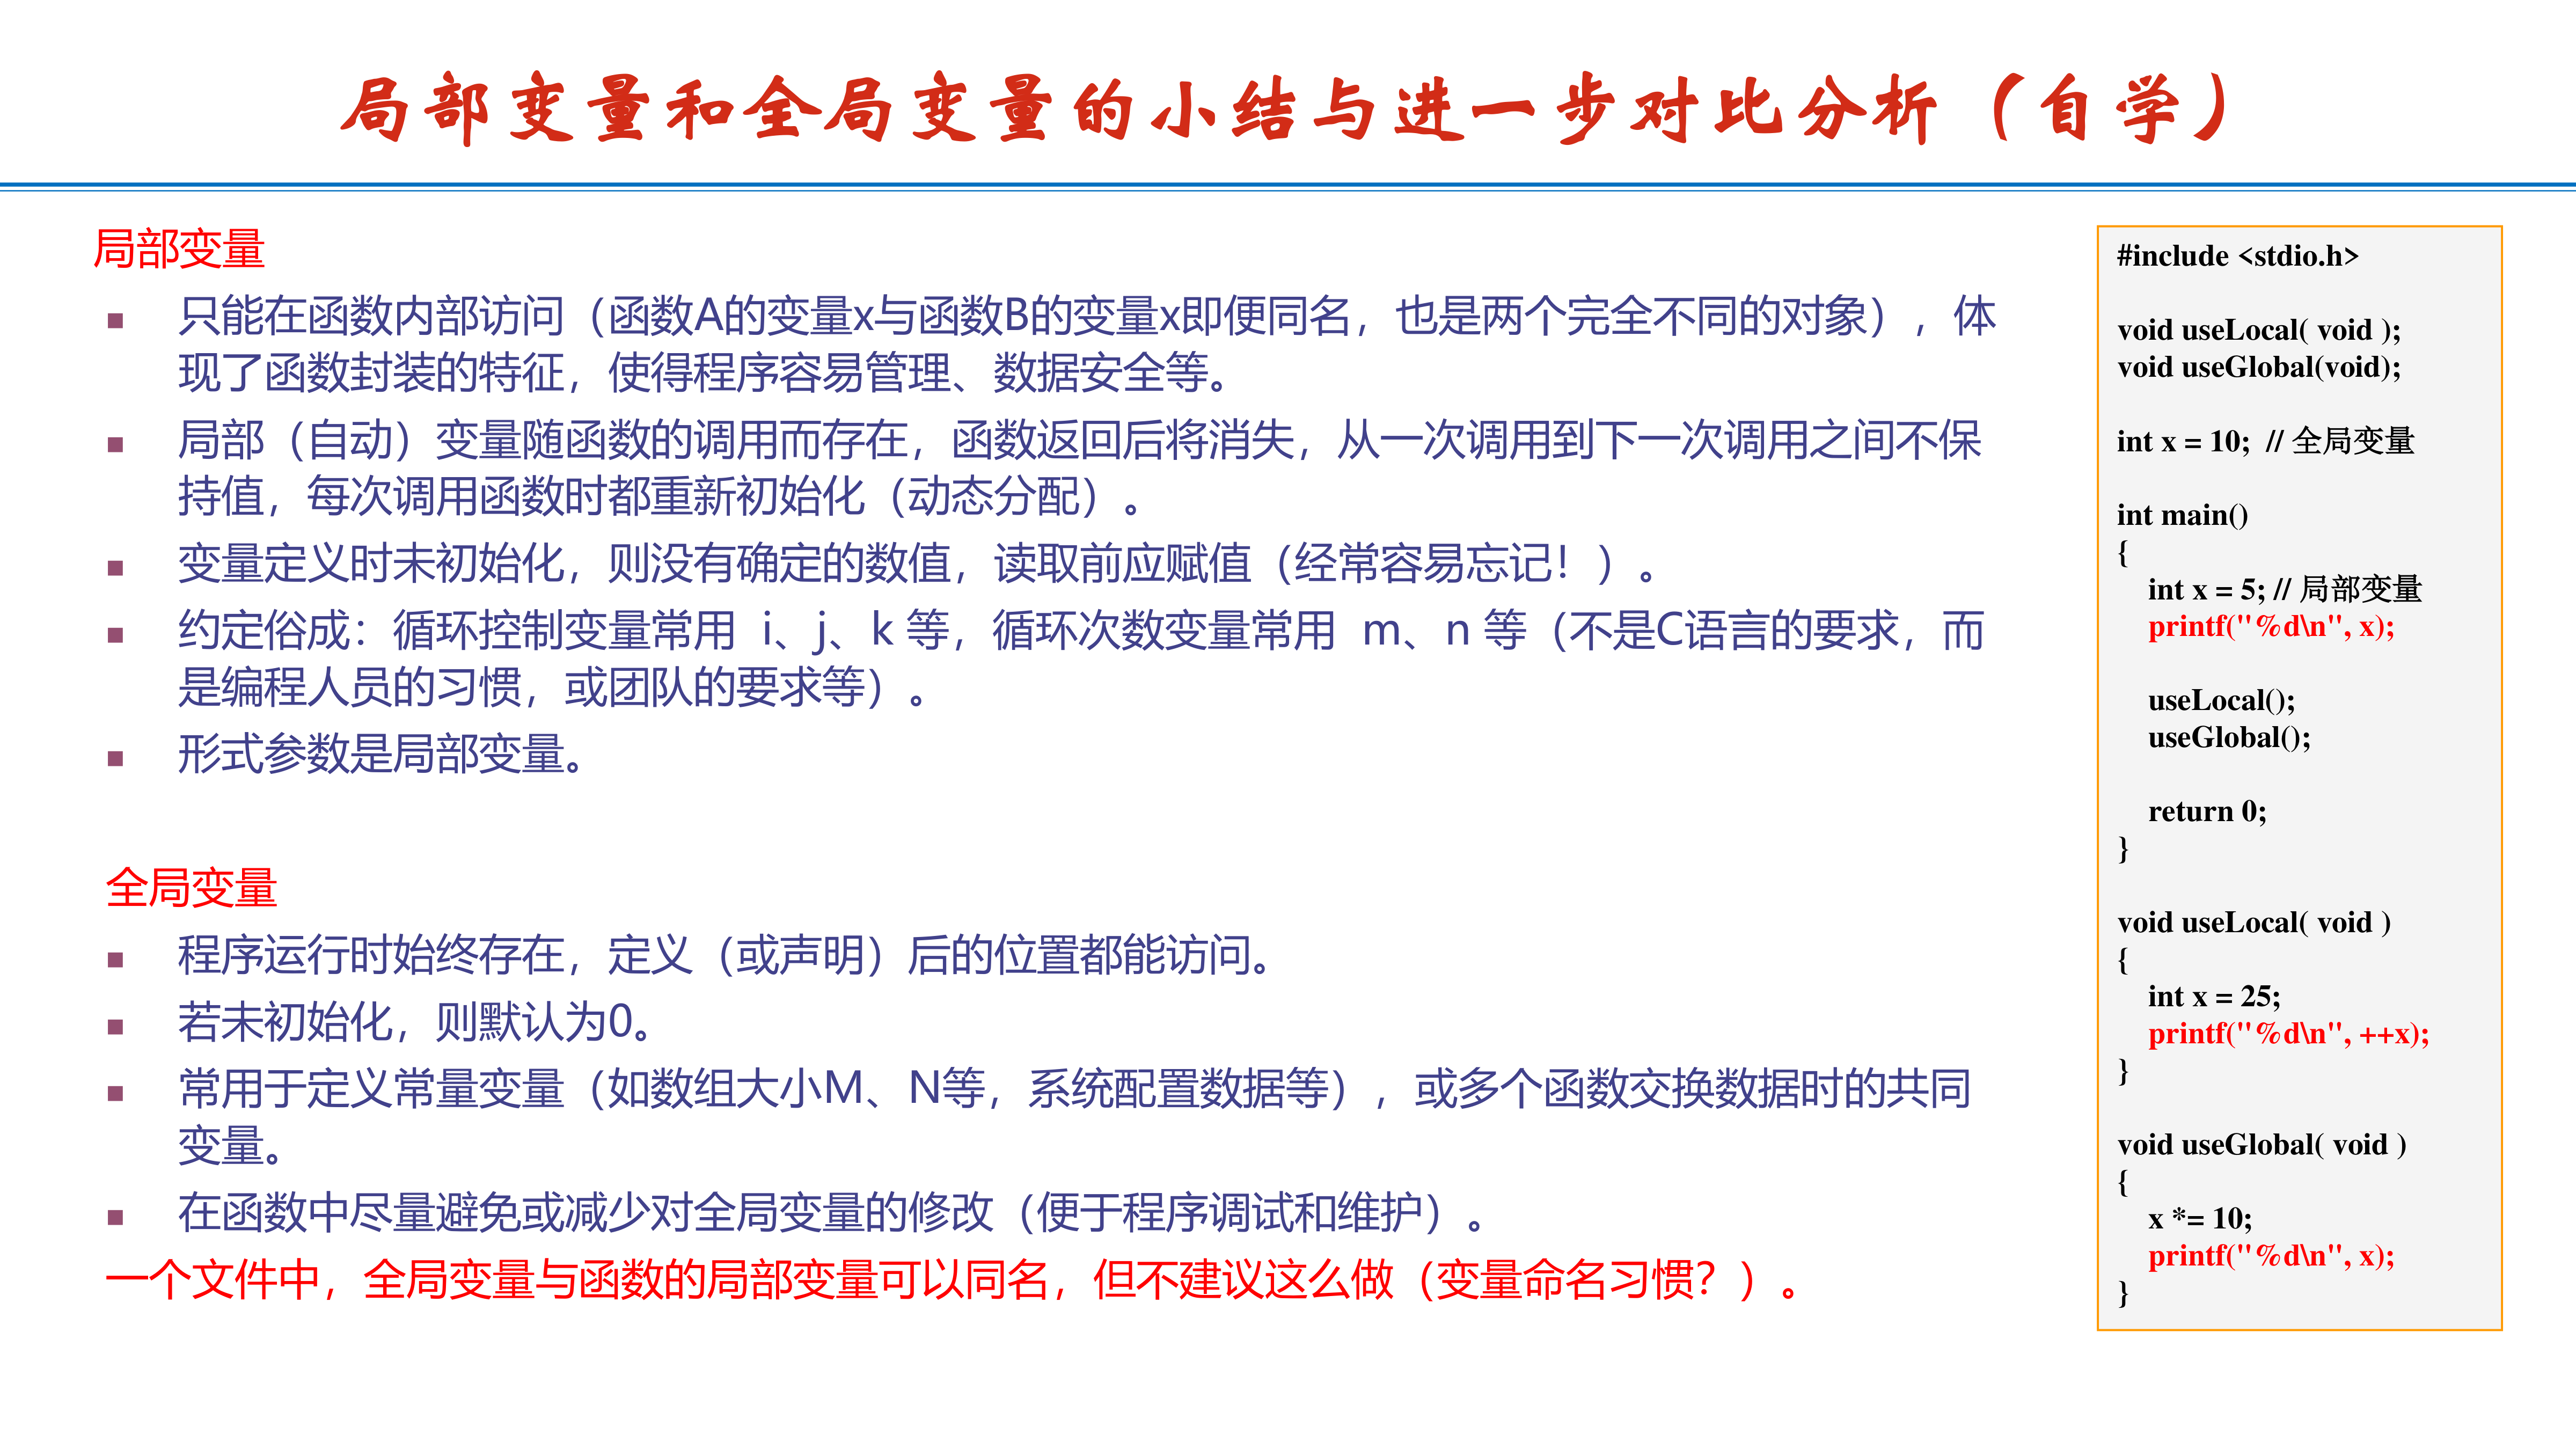 局部变量和全局变量的小结与进一步对比分析（自学）
局部变量
■ 只能在函数内部访问（函数A的变量x与函数B的变量x即便同名，也是两个完全不同的对象），体
现了函数封装的特征，使得程序容易管理、数据安全等。
■ 局部（自动）变量随函数的调用而存在，函数返回后将消失，从一次调用到下一次调用之间不保
持值，每次调用函数时都重新初始化（动态分配）。
■ 变量定义时未初始化，则没有确定的数值，读取前应赋值（经常容易忘记！）。
■ 约定俗成：循环控制变量常用 i、j、k 等，循环次数变量常用 m、n 等（不是C语言的要求，而
是编程人员的习惯，或团队的要求等）。
■ 形式参数是局部变量。
全局变量
■ 程序运行时始终存在，定义（或声明）后的位置都能访问。
■ 若未初始化，则默认为0。
■ 常用于定义常量变量（如数组大小M、N等，系统配置数据等），或多个函数交换数据时的共同
变量。
■ 在函数中尽量避免或减少对全局变量的修改（便于程序调试和维护）。
一个文件中，全局变量与函数的局部变量可以同名，但不建议这么做（变量命名习惯？）。
#include <stdio.h>
void useLocal( void );
void useGlobal(void);
int x = 10;  // 全局变量
int main()
{
    int x = 5; // 局部变量
    printf("%d\n", x);
    useLocal();
    useGlobal();
    return 0;
}
void useLocal( void )
{
    int x = 25;
    printf("%d\n", ++x);
}
void useGlobal( void )
{
    x *= 10;
    printf("%d\n", x);
}